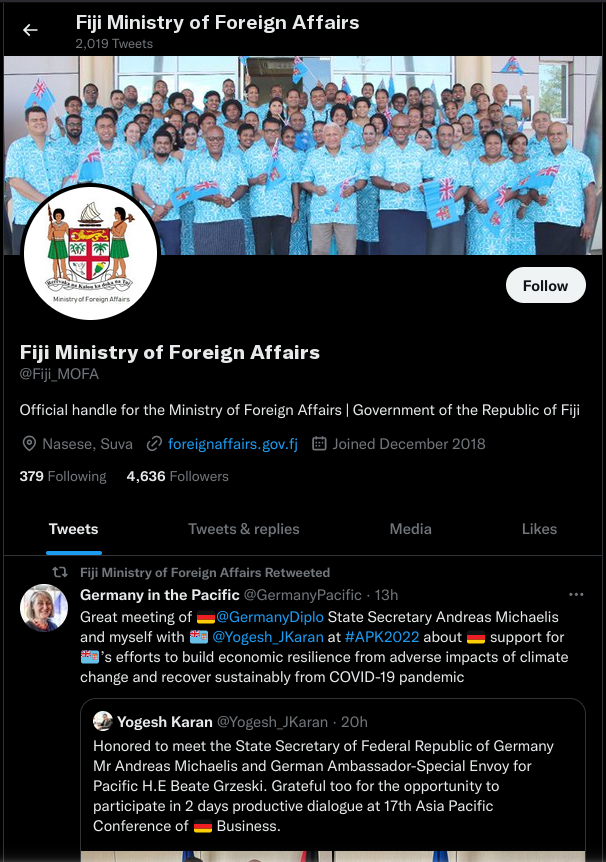 Fiji Ministry of Foreign Affairs
2,019 Tweets
Ministry of Foreign Affairs
Follow
Fiji Ministry of Foreign Affairs
@Fiji_MOFA
Official handle for the Ministry of Foreign Affairs | Government of the Republic of Fiji
Nasese, Suva foreignaffairs.gov.fj Joined December 2018
379 Following 4,636 Followers
Tweets Tweets & replies Media Likes
Fiji Ministry of Foreign Affairs Retweeted
Germany in the Pacific @GermanyPacific · 13h
Great meeting of 🇩🇪@GermanyDiplo State Secretary Andreas Michaelis
and myself with 🇫🇯 @Yogesh_JKaran at #APK2022 about 🇩🇪 support for
🇫🇯's efforts to build economic resilience from adverse impacts of climate
change and recover sustainably from COVID-19 pandemic
Yogesh Karan @Yogesh_JKaran · 20h
Honored to meet the State Secretary of Federal Republic of Germany
Mr Andreas Michaelis and German Ambassador-Special Envoy for
Pacific H.E Beate Grzeski. Grateful too for the opportunity to
participate in 2 days productive dialogue at 17th Asia Pacific
Conference of 🇩🇪 Business.